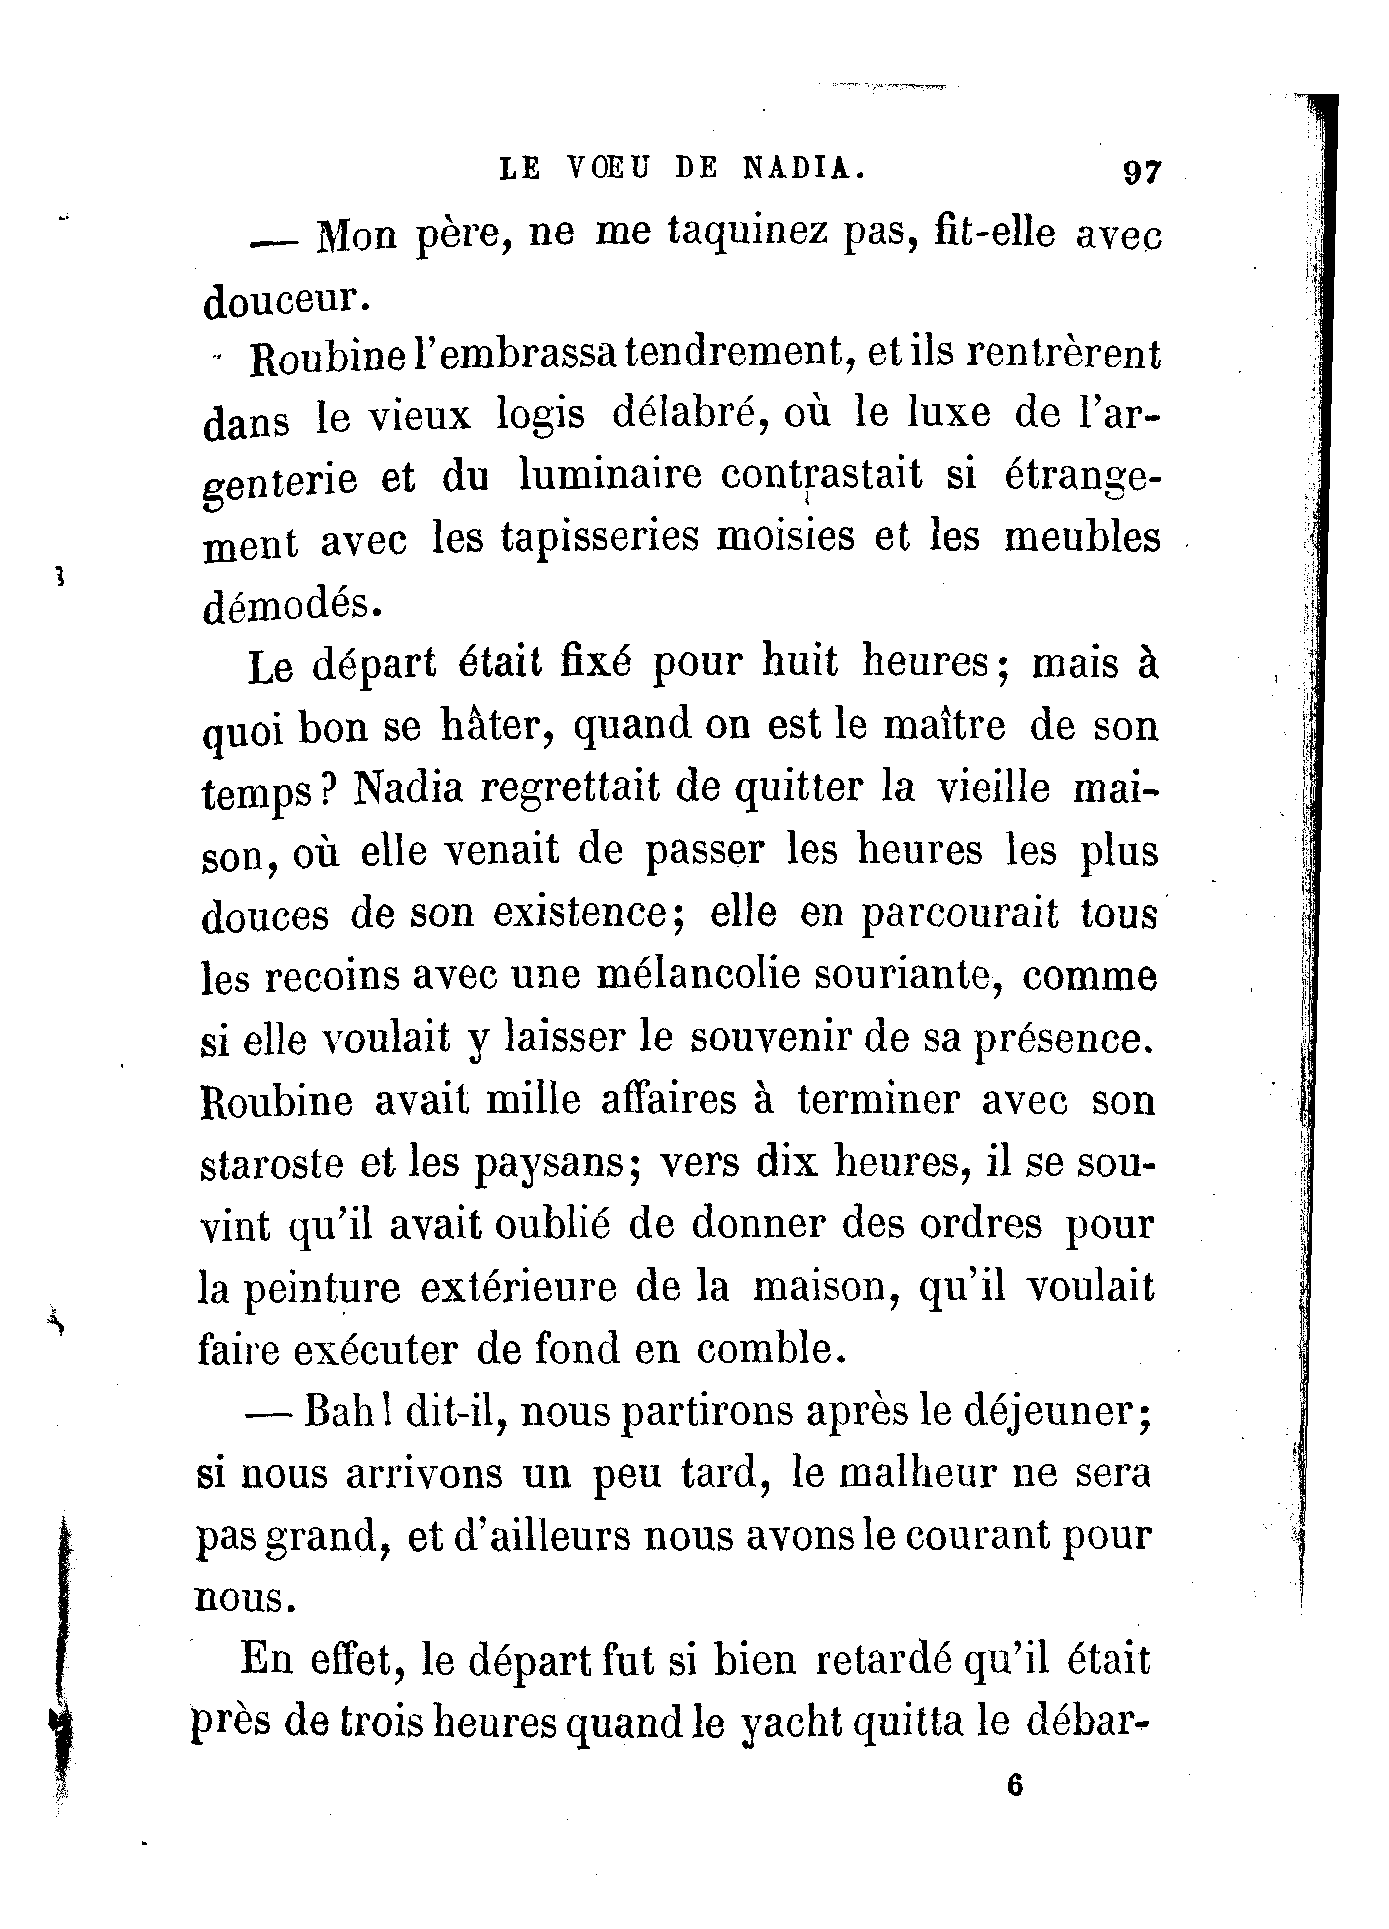 LE VŒU DE NADIA. 97
— Mon père, ne me taquinez pas, fit-elle avec
douceur.
Roubine l'embrassa tendrement, et ils rentrèrent
dans le vieux logis délabré, où le luxe de l'ar-
genterie et du luminaire contrastait si étrange-
ment avec les tapisseries moisies et les meubles
démodés.
Le départ était fixé pour huit heures; mais à
quoi bon se hâter, quand on est le maître de son
temps? Nadia regrettait de quitter la vieille mai-
son, où elle venait de passer les heures les plus
douces de son existence; elle en parcourait tous
les recoins avec une mélancolie souriante, comme
si elle voulait y laisser le souvenir de sa présence.
Roubine avait mille affaires à terminer avec son
staroste et les paysans; vers dix heures, il se sou-
vint qu'il avait oublié de donner des ordres pour
la peinture extérieure de la maison, qu'il voulait
faire exécuter de fond en comble.
— Bah! dit-il, nous partirons après le déjeuner;
si nous arrivons un peu tard, le malheur ne sera
pas grand, et d'ailleurs nous avons le courant pour
nous.
En effet, le départ fut si bien retardé qu'il était
près de trois heures quand le yacht quitta le débar-
6